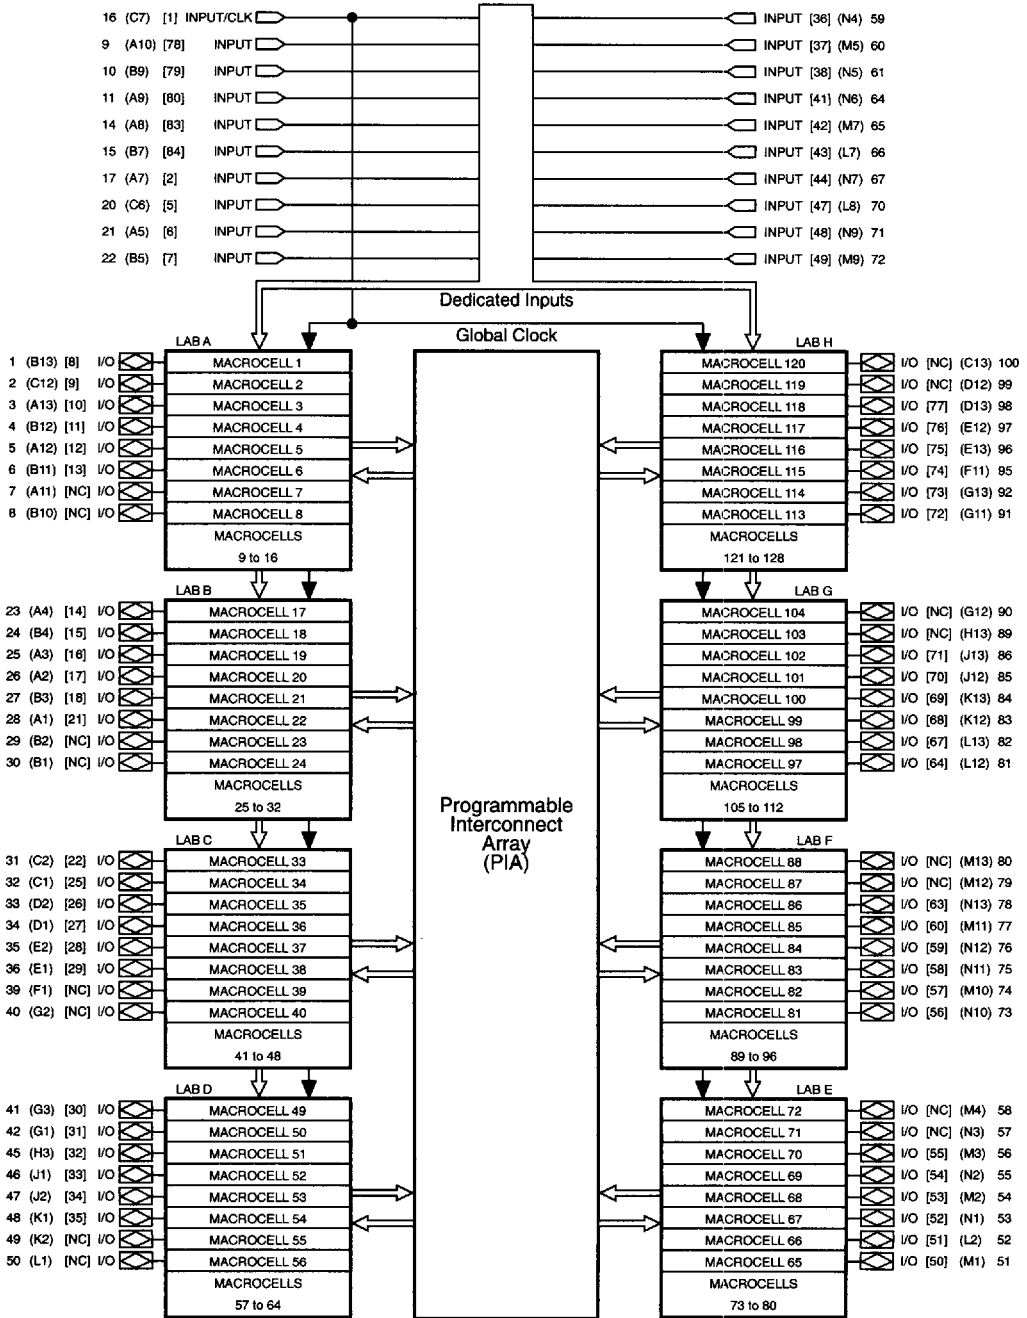 16 (C7) [1] INPUT/CLK INPUT [36] (N4) 59
9 (A10) [78] INPUT INPUT [37] (M5) 60
10 (B9) [79] INPUT INPUT [38] (N5) 61
11 (A9) [80] INPUT INPUT [41] (N6) 64
14 (A8) [83] INPUT INPUT [42] (M7) 65
15 (B7) [84] INPUT INPUT [43] (L7) 66
17 (A7) [2] INPUT INPUT [44] (N7) 67
20 (C6) [5] INPUT INPUT [47] (L8) 70
21 (A5) [6] INPUT INPUT [48] (N9) 71
22 (B5) [7] INPUT INPUT [49] (M9) 72
Dedicated Inputs
Global Clock
LAB A LAB H
1 (B13) [8] I/O MACROCELL 1 MACROCELL 120 I/O [NC] (C13) 100
2 (C12) [9] I/O MACROCELL 2 MACROCELL 119 I/O [NC] (D12) 99
3 (A13) [10] I/O MACROCELL 3 MACROCELL 118 I/O [77] (D13) 98
4 (B12) [11] I/O MACROCELL 4 MACROCELL 117 I/O [76] (E12) 97
5 (A12) [12] I/O MACROCELL 5 MACROCELL 116 I/O [75] (E13) 96
6 (B11) [13] I/O MACROCELL 6 MACROCELL 115 I/O [74] (F11) 95
7 (A11) [NC] I/O MACROCELL 7 MACROCELL 114 I/O [73] (G13) 92
8 (B10) [NC] I/O MACROCELL 8 MACROCELL 113 I/O [72] (G11) 91
MACROCELLS MACROCELLS
9 to 16 121 to 128
LAB B LAB G
23 (A4) [14] I/O MACROCELL 17 MACROCELL 104 I/O [NC] (G12) 90
24 (B4) [15] I/O MACROCELL 18 MACROCELL 103 I/O [NC] (H13) 89
25 (A3) [16] I/O MACROCELL 19 MACROCELL 102 I/O [71] (J13) 86
26 (A2) [17] I/O MACROCELL 20 MACROCELL 101 I/O [70] (J12) 85
27 (B3) [18] I/O MACROCELL 21 MACROCELL 100 I/O [69] (K13) 84
28 (A1) [21] I/O MACROCELL 22 MACROCELL 99 I/O [68] (K12) 83
29 (B2) [NC] I/O MACROCELL 23 MACROCELL 98 I/O [67] (L13) 82
30 (B1) [NC] I/O MACROCELL 24 MACROCELL 97 I/O [64] (L12) 81
MACROCELLS MACROCELLS
25 to 32 105 to 112
Programmable
Interconnect
Array
(PIA)
LAB C LAB F
31 (C2) [22] I/O MACROCELL 33 MACROCELL 88 I/O [NC] (M13) 80
32 (C1) [25] I/O MACROCELL 34 MACROCELL 87 I/O [NC] (M12) 79
33 (D2) [26] I/O MACROCELL 35 MACROCELL 86 I/O [63] (N13) 78
34 (D1) [27] I/O MACROCELL 36 MACROCELL 85 I/O [60] (M11) 77
35 (E2) [28] I/O MACROCELL 37 MACROCELL 84 I/O [59] (N12) 76
36 (E1) [29] I/O MACROCELL 38 MACROCELL 83 I/O [58] (N11) 75
39 (F1) [NC] I/O MACROCELL 39 MACROCELL 82 I/O [57] (M10) 74
40 (G2) [NC] I/O MACROCELL 40 MACROCELL 81 I/O [56] (N10) 73
MACROCELLS MACROCELLS
41 to 48 89 to 96
LAB D LAB E
41 (G3) [30] I/O MACROCELL 49 MACROCELL 72 I/O [NC] (M4) 58
42 (G1) [31] I/O MACROCELL 50 MACROCELL 71 I/O [NC] (N3) 57
45 (H3) [32] I/O MACROCELL 51 MACROCELL 70 I/O [55] (M3) 56
46 (J1) [33] I/O MACROCELL 52 MACROCELL 69 I/O [54] (N2) 55
47 (J2) [34] I/O MACROCELL 53 MACROCELL 68 I/O [53] (M2) 54
48 (K1) [35] I/O MACROCELL 54 MACROCELL 67 I/O [52] (N1) 53
49 (K2) [NC] I/O MACROCELL 55 MACROCELL 66 I/O [51] (L2) 52
50 (L1) [NC] I/O MACROCELL 56 MACROCELL 65 I/O [50] (M1) 51
MACROCELLS MACROCELLS
57 to 64 73 to 80